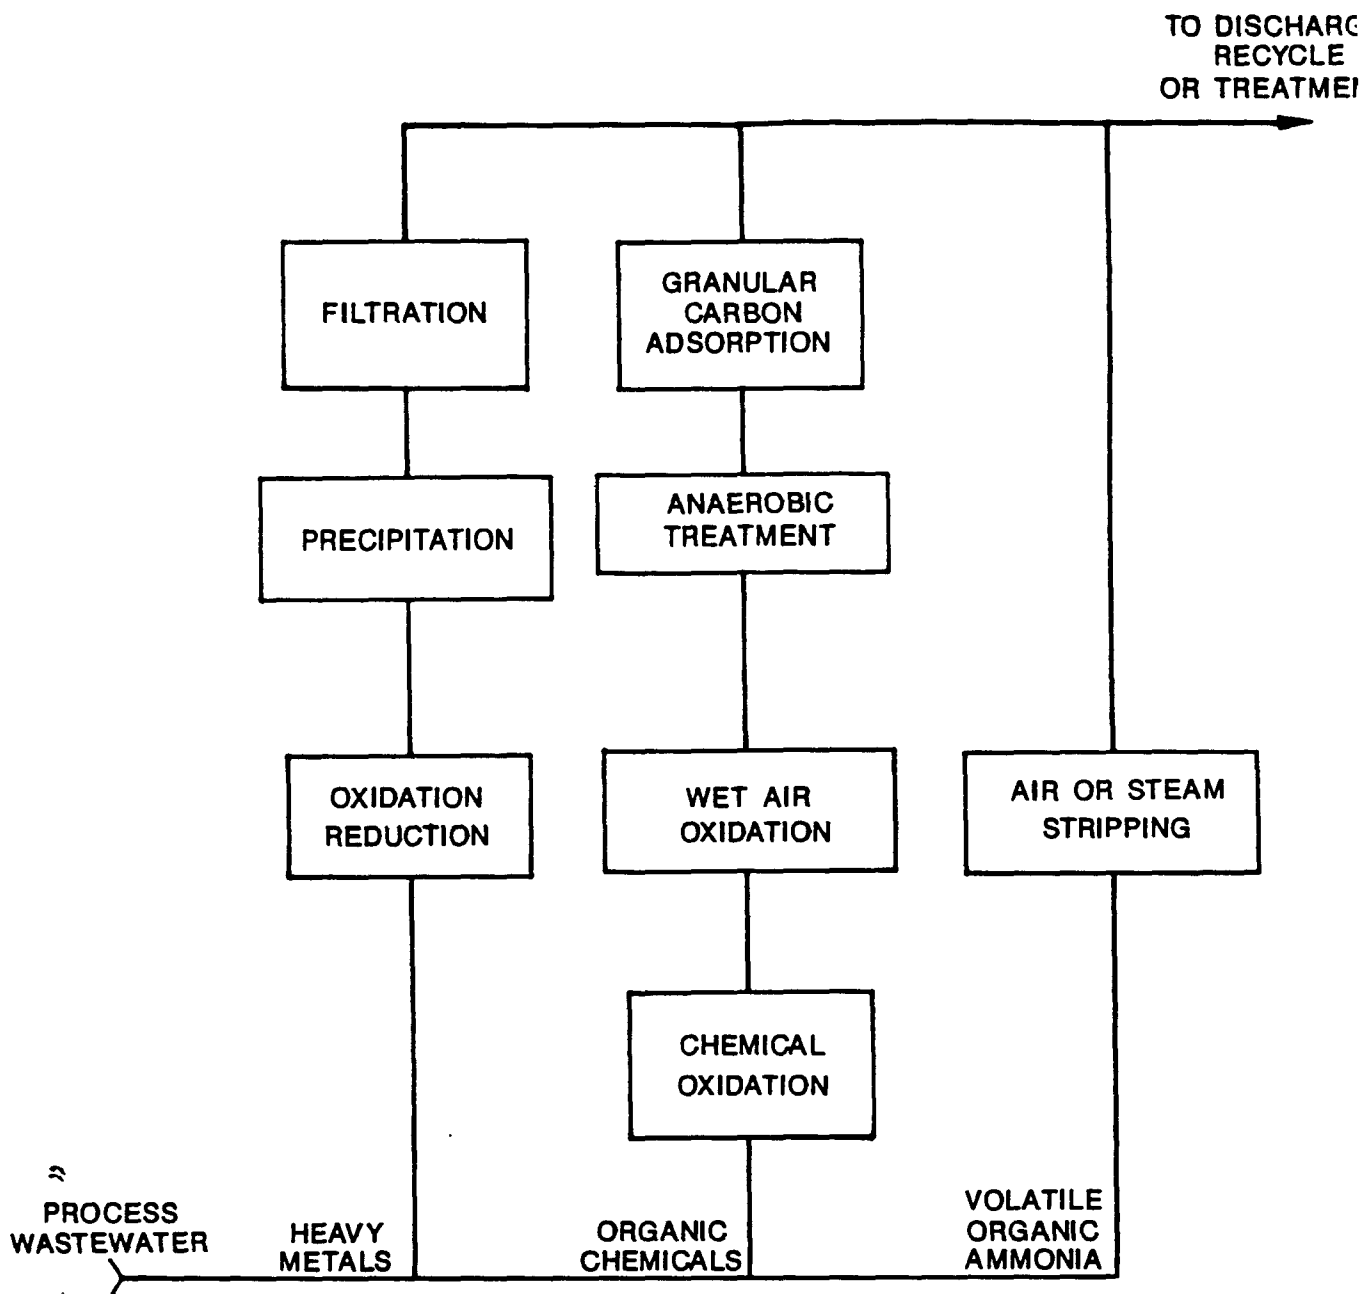 TO DISCHARG
RECYCLE
OR TREATME
FILTRATION
GRANULAR
CARBON
ADSORPTION
PRECIPITATION
ANAEROBIC
TREATMENT
OXIDATION
REDUCTION
WET AIR
OXIDATION
AIR OR STEAM
STRIPPING
CHEMICAL
OXIDATION
PROCESS
WASTEWATER
HEAVY
METALS
ORGANIC
CHEMICALS
VOLATILE
ORGANIC
AMMONIA